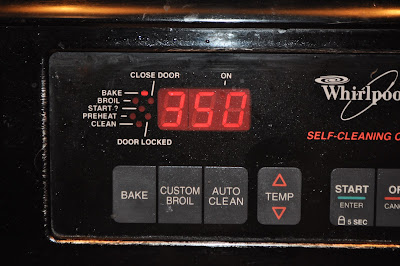 CLOSE DOOR
ON
BAKE
BROIL
START ?
PREHEAT
CLEAN
DOOR LOCKED
350
Whirlpoo
SELF-CLEANING
BAKE
CUSTOM
BROIL
AUTO
CLEAN
TEMP
START
ENTER
5 SEC